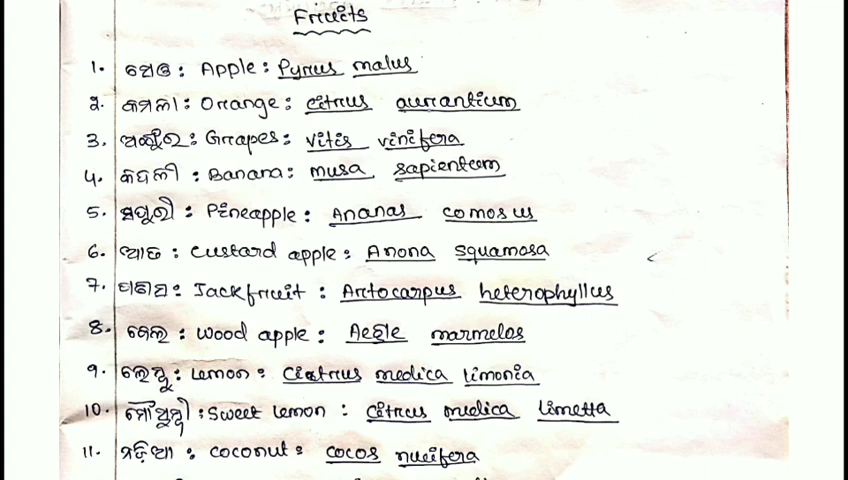 Fruits
1. ସେଓ : Apple : Pyrus malus
2. କମଳା : Orange : citrus aurantium
3. ଅଙ୍ଗୁର : Grapes : vitis vinifera
4. କଦଳୀ : Banana : musa sapientum
5. ସପୁରୀ : Pineapple : Ananas comosus
6. ଆତ : custard apple : Anona squamosa
7. ପଣସ : Jackfruit : Artocarpus heterophyllus
8. ବେଲ : wood apple : Aegle marmelos
9. ଲେମ୍ବୁ : Lemon : Citrus medica limonia
10. ମୌସୁମ୍ବୀ : Sweet lemon : citrus medica limetta
11. ନଡ଼ିଆ : coconut : cocos nucifera